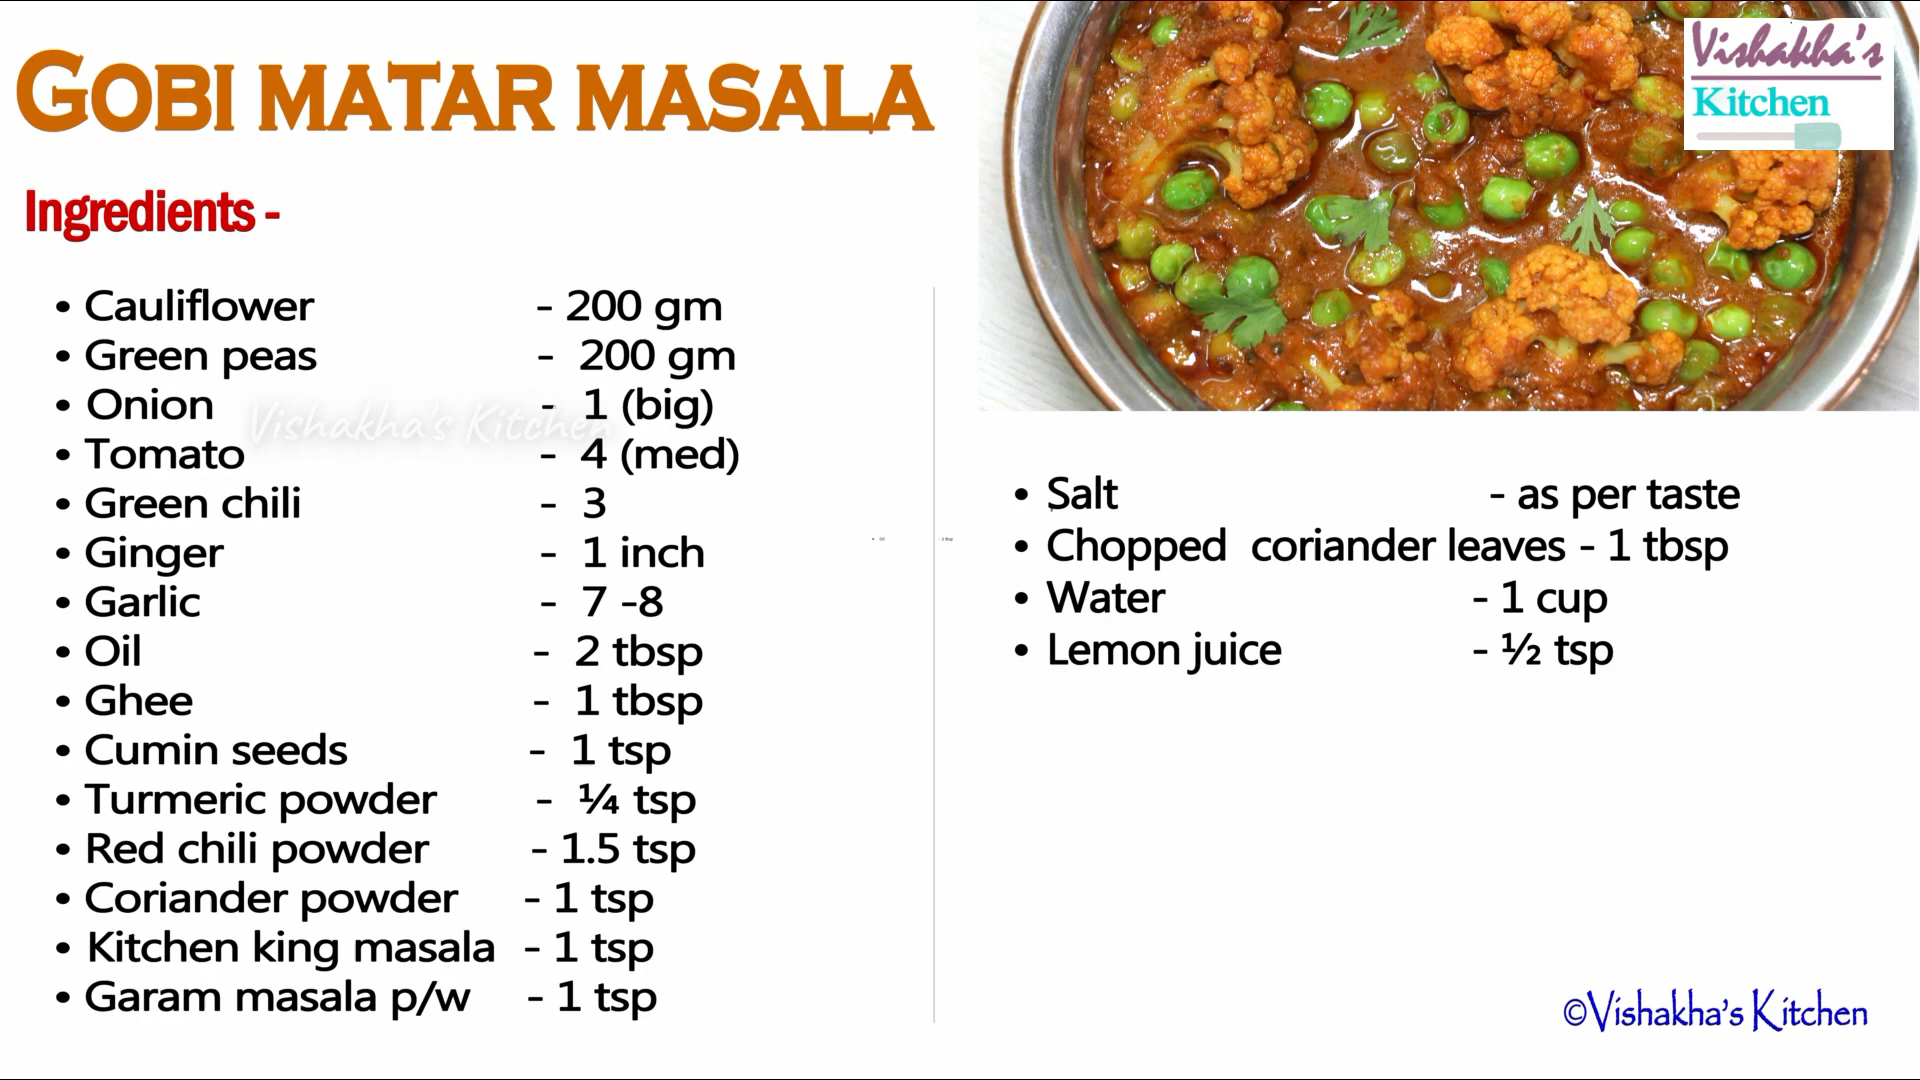 GOBI MATAR MASALA
Vishakha's
Kitchen
Ingredients -
• Cauliflower - 200 gm
• Green peas - 200 gm
• Onion - 1 (big)
Vishakha's Kitchen
• Tomato - 4 (med)
• Green chili - 3
• Ginger - 1 inch
• Garlic - 7 -8
• Oil - 2 tbsp
• Ghee - 1 tbsp
• Cumin seeds - 1 tsp
• Turmeric powder - ¼ tsp
• Red chili powder - 1.5 tsp
• Coriander powder - 1 tsp
• Kitchen king masala - 1 tsp
• Garam masala p/w - 1 tsp
• Salt - as per taste
• Chopped coriander leaves - 1 tbsp
• Water - 1 cup
• Lemon juice - ½ tsp
©Vishakha's Kitchen